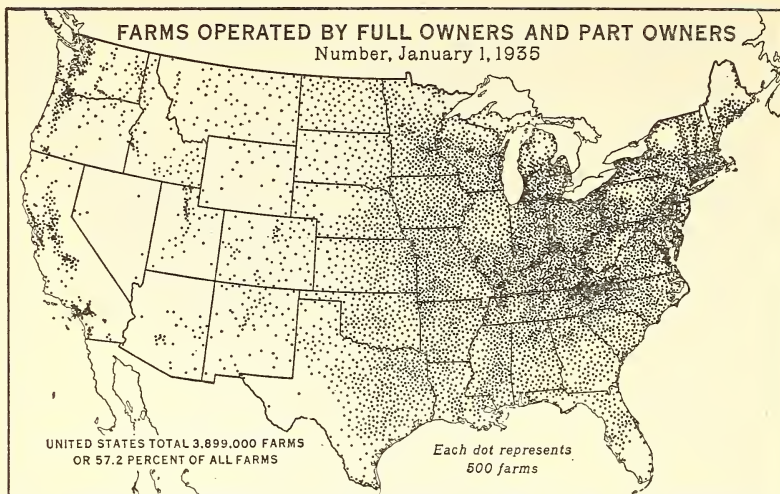 FARMS OPERATED BY FULL OWNERS AND PART OWNERS
Number, January 1, 1935
UNITED STATES TOTAL 3,899,000 FARMS
OR 57.2 PERCENT OF ALL FARMS
Each dot represents
500 farms